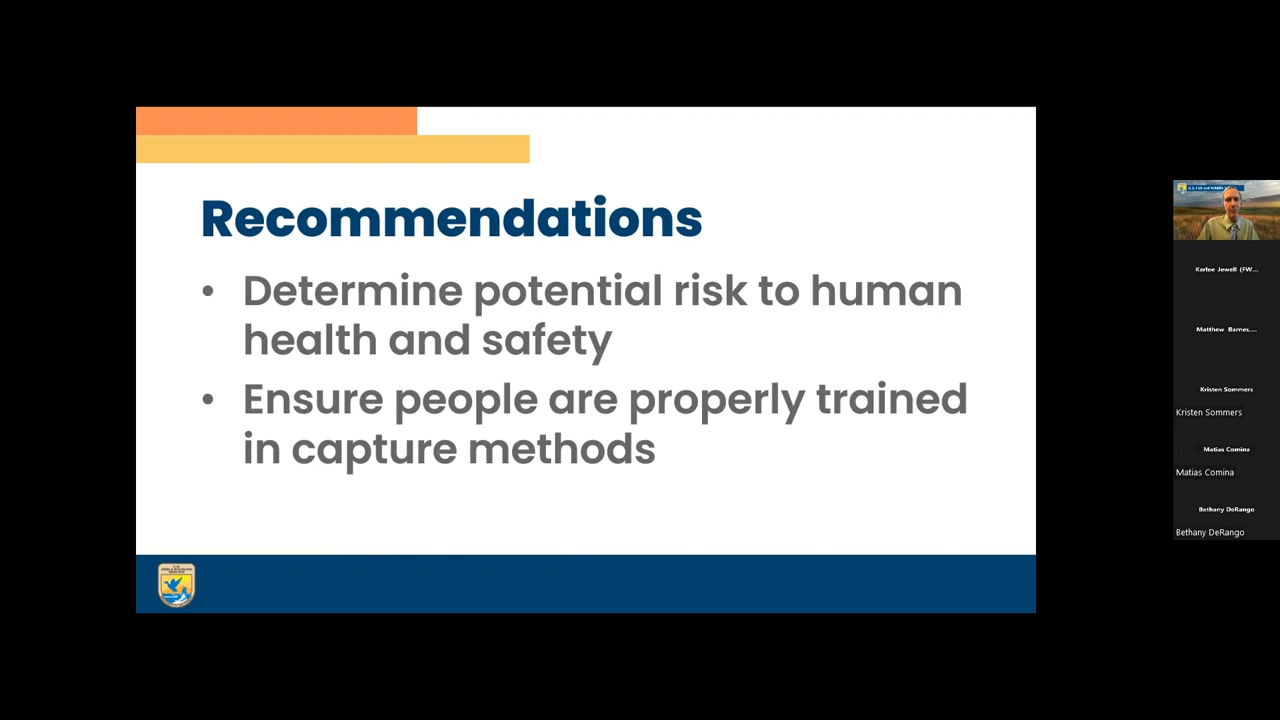 Recommendations
• Determine potential risk to human
health and safety
• Ensure people are properly trained
in capture methods
Karlee Jewell (FW...
Matthew Barnes,...
Kristen Sommers
Kristen Sommers
Matias Comina
Matias Comina
Bethany DeRango
Bethany DeRango